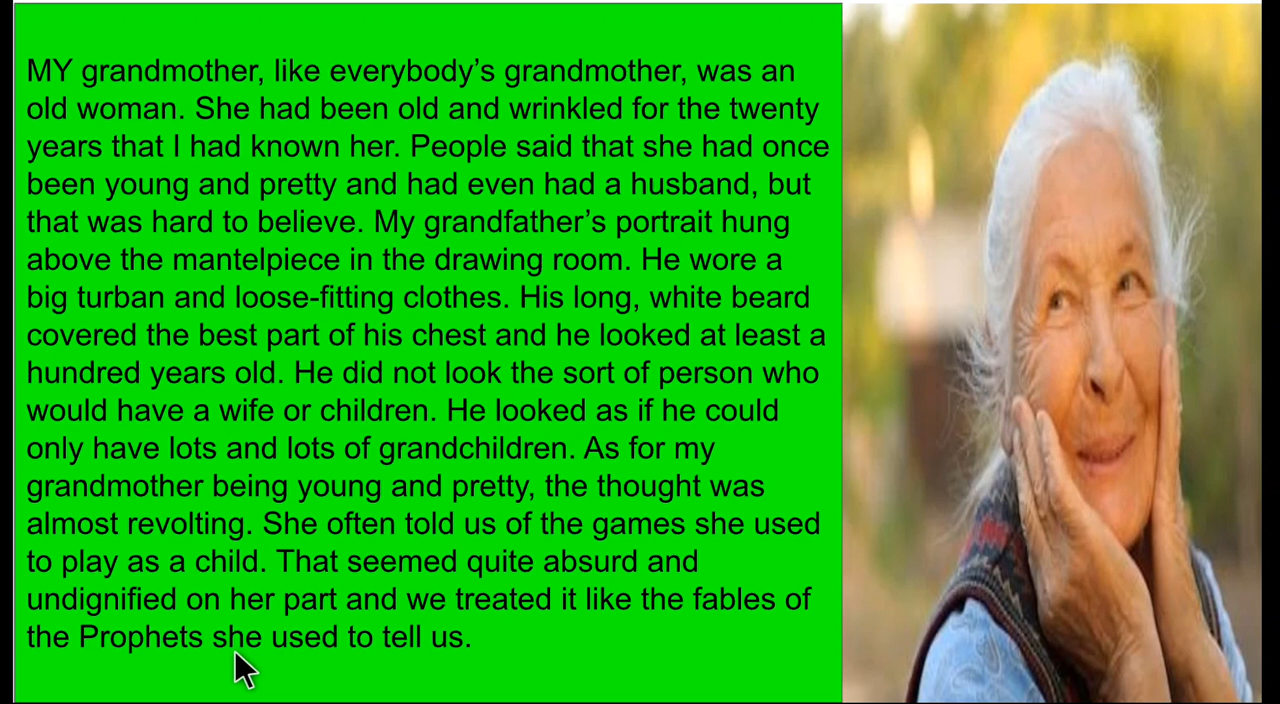 MY grandmother, like everybody’s grandmother, was an
old woman. She had been old and wrinkled for the twenty
years that I had known her. People said that she had once
been young and pretty and had even had a husband, but
that was hard to believe. My grandfather’s portrait hung
above the mantelpiece in the drawing room. He wore a
big turban and loose-fitting clothes. His long, white beard
covered the best part of his chest and he looked at least a
hundred years old. He did not look the sort of person who
would have a wife or children. He looked as if he could
only have lots and lots of grandchildren. As for my
grandmother being young and pretty, the thought was
almost revolting. She often told us of the games she used
to play as a child. That seemed quite absurd and
undignified on her part and we treated it like the fables of
the Prophets she used to tell us.